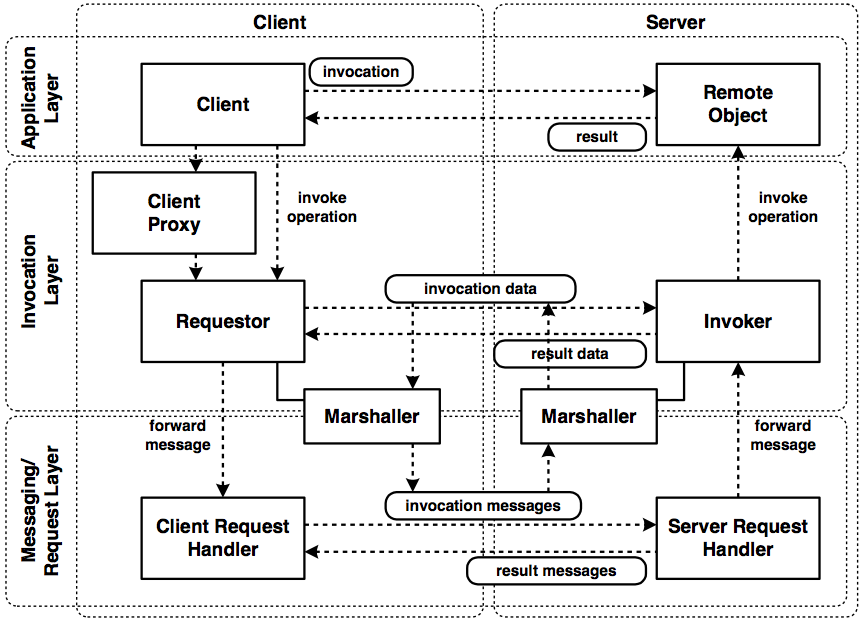 Client
Server
Application
Layer
Client
invocation
result
Remote
Object
Invocation
Layer
Client
Proxy
invoke
operation
invoke
operation
Requestor
invocation data
result data
Invoker
Marshaller
Marshaller
Messaging/
Request Layer
forward
message
forward
message
Client Request
Handler
invocation messages
result messages
Server Request
Handler